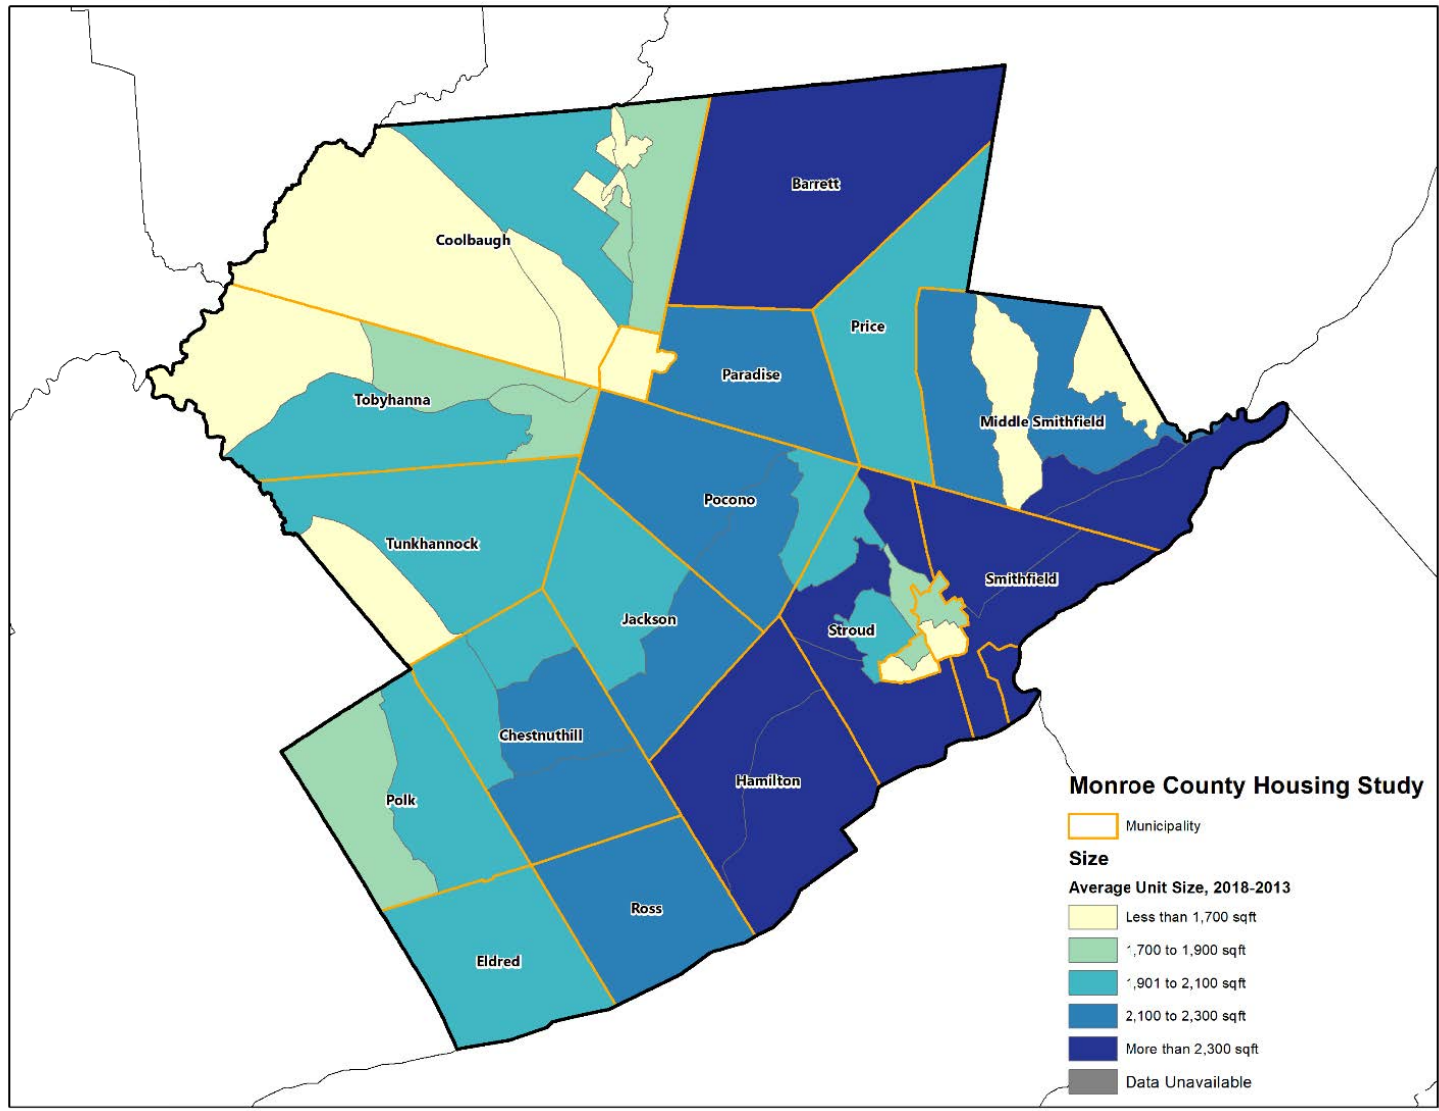 Barrett
Coolbaugh
Price
Paradise
Tobyhanna
Middle Smithfield
Pocono
Tunkhannock
Smithfield
Jackson
Stroud
Chestnuthill
Hamilton
Polk
Ross
Eldred
Monroe County Housing Study
Municipality
Size
Average Unit Size, 2018-2013
Less than 1,700 sqft
1,700 to 1,900 sqft
1,901 to 2,100 sqft
2,100 to 2,300 sqft
More than 2,300 sqft
Data Unavailable